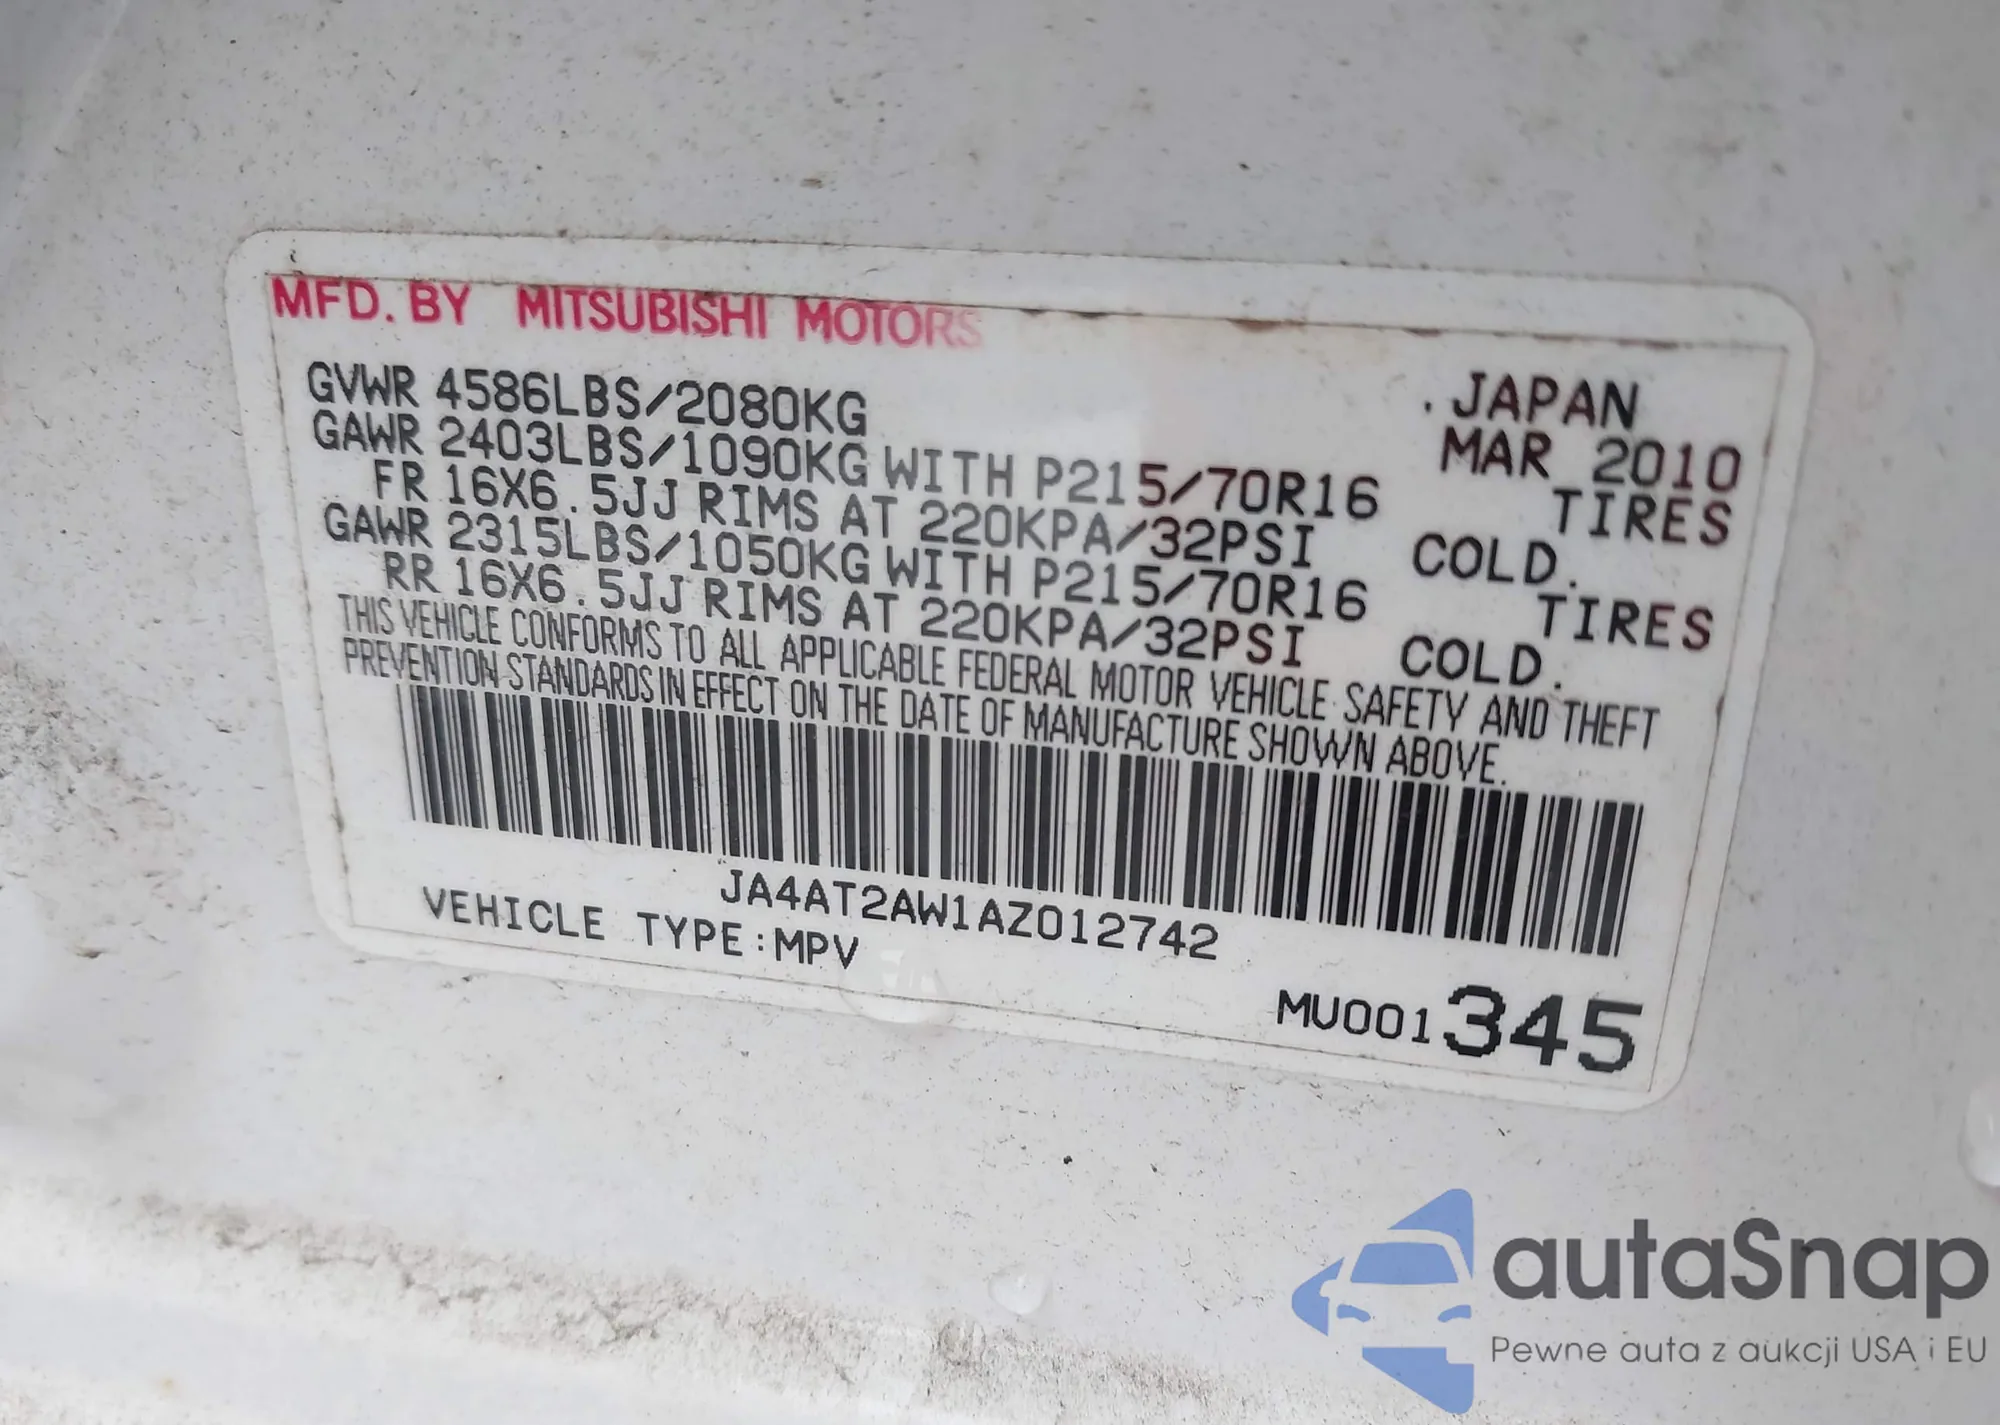 MFD. BY MITSUBISHI MOTORS
GVWR 4586LBS/2080KG .JAPAN
MAR 2010
GAWR 2403LBS/1090KG WITH P215/70R16 TIRES
FR 16X6.5JJ RIMS AT 220KPA/32PSI COLD.
GAWR 2315LBS/1050KG WITH P215/70R16 TIRES
RR 16X6.5JJ RIMS AT 220KPA/32PSI COLD.
THIS VEHICLE CONFORMS TO ALL APPLICABLE FEDERAL MOTOR VEHICLE SAFETY AND THEFT
PREVENTION STANDARDS IN EFFECT ON THE DATE OF MANUFACTURE SHOWN ABOVE.
JA4AT2AW1AZ012742
VEHICLE TYPE:MPV
MU001345
autaSnap
Pewne auta z aukcji USA i EU